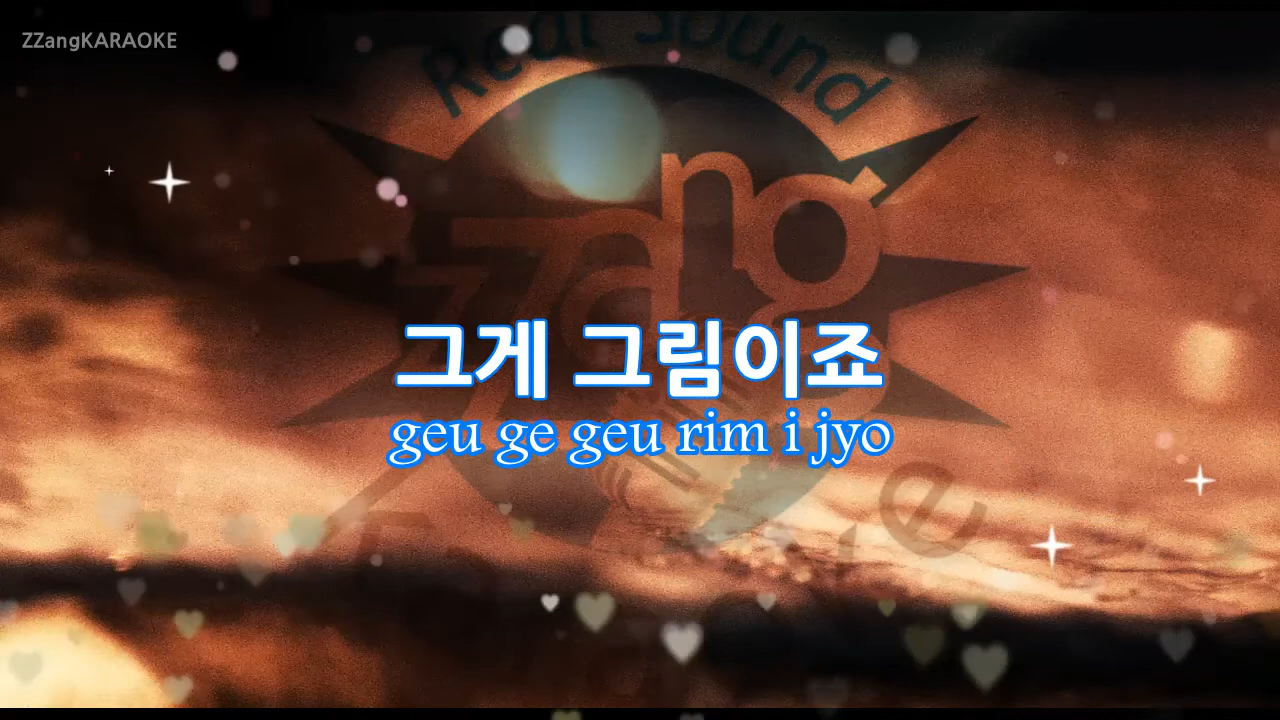 ZZangKARAOKE
Real Sound
Zzang
그게 그림이죠
geu ge geu rim i jyo